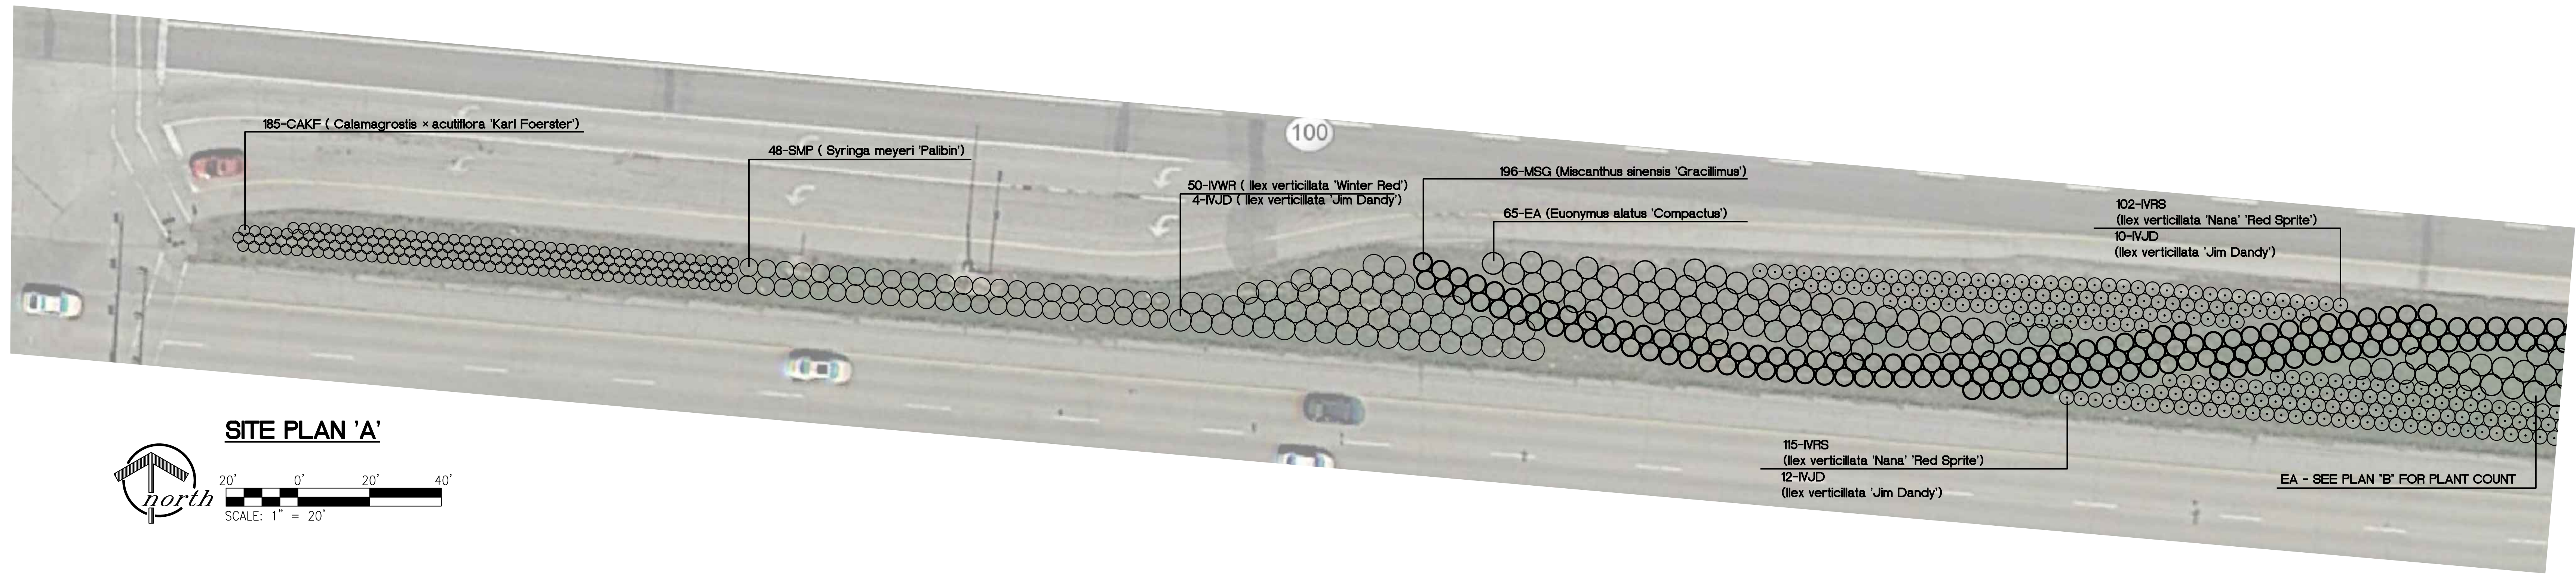 185-CAKF ( Calamagrostis × acutiflora 'Karl Foerster')
48-SMP ( Syringa meyeri 'Palibin')
50-IVWR ( Ilex verticillata 'Winter Red')
4-IVJD ( Ilex verticillata 'Jim Dandy')
100
196-MSG (Miscanthus sinensis 'Gracillimus')
65-EA (Euonymus alatus 'Compactus')
102-IVRS
(Ilex verticillata 'Nana' 'Red Sprite')
10-IVJD
(Ilex verticillata 'Jim Dandy')
115-IVRS
(Ilex verticillata 'Nana' 'Red Sprite')
12-IVJD
(Ilex verticillata 'Jim Dandy')
EA - SEE PLAN "B" FOR PLANT COUNT
SITE PLAN 'A'
north
20' 0' 20' 40'
SCALE: 1" = 20'